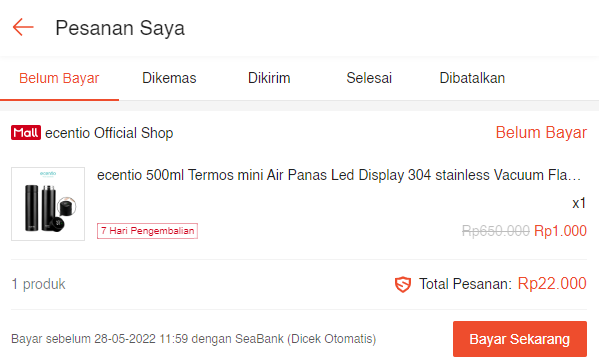 Pesanan Saya
Belum Bayar Dikemas Dikirim Selesai Dibatalkan
Mall ecentio Official Shop Belum Bayar
ecentio
ecentio 500ml Termos mini Air Panas Led Display 304 stainless Vacuum Fla...
x1
7 Hari Pengembalian Rp650.000 Rp1.000
1 produk Total Pesanan: Rp22.000
Bayar sebelum 28-05-2022 11:59 dengan SeaBank (Dicek Otomatis) Bayar Sekarang